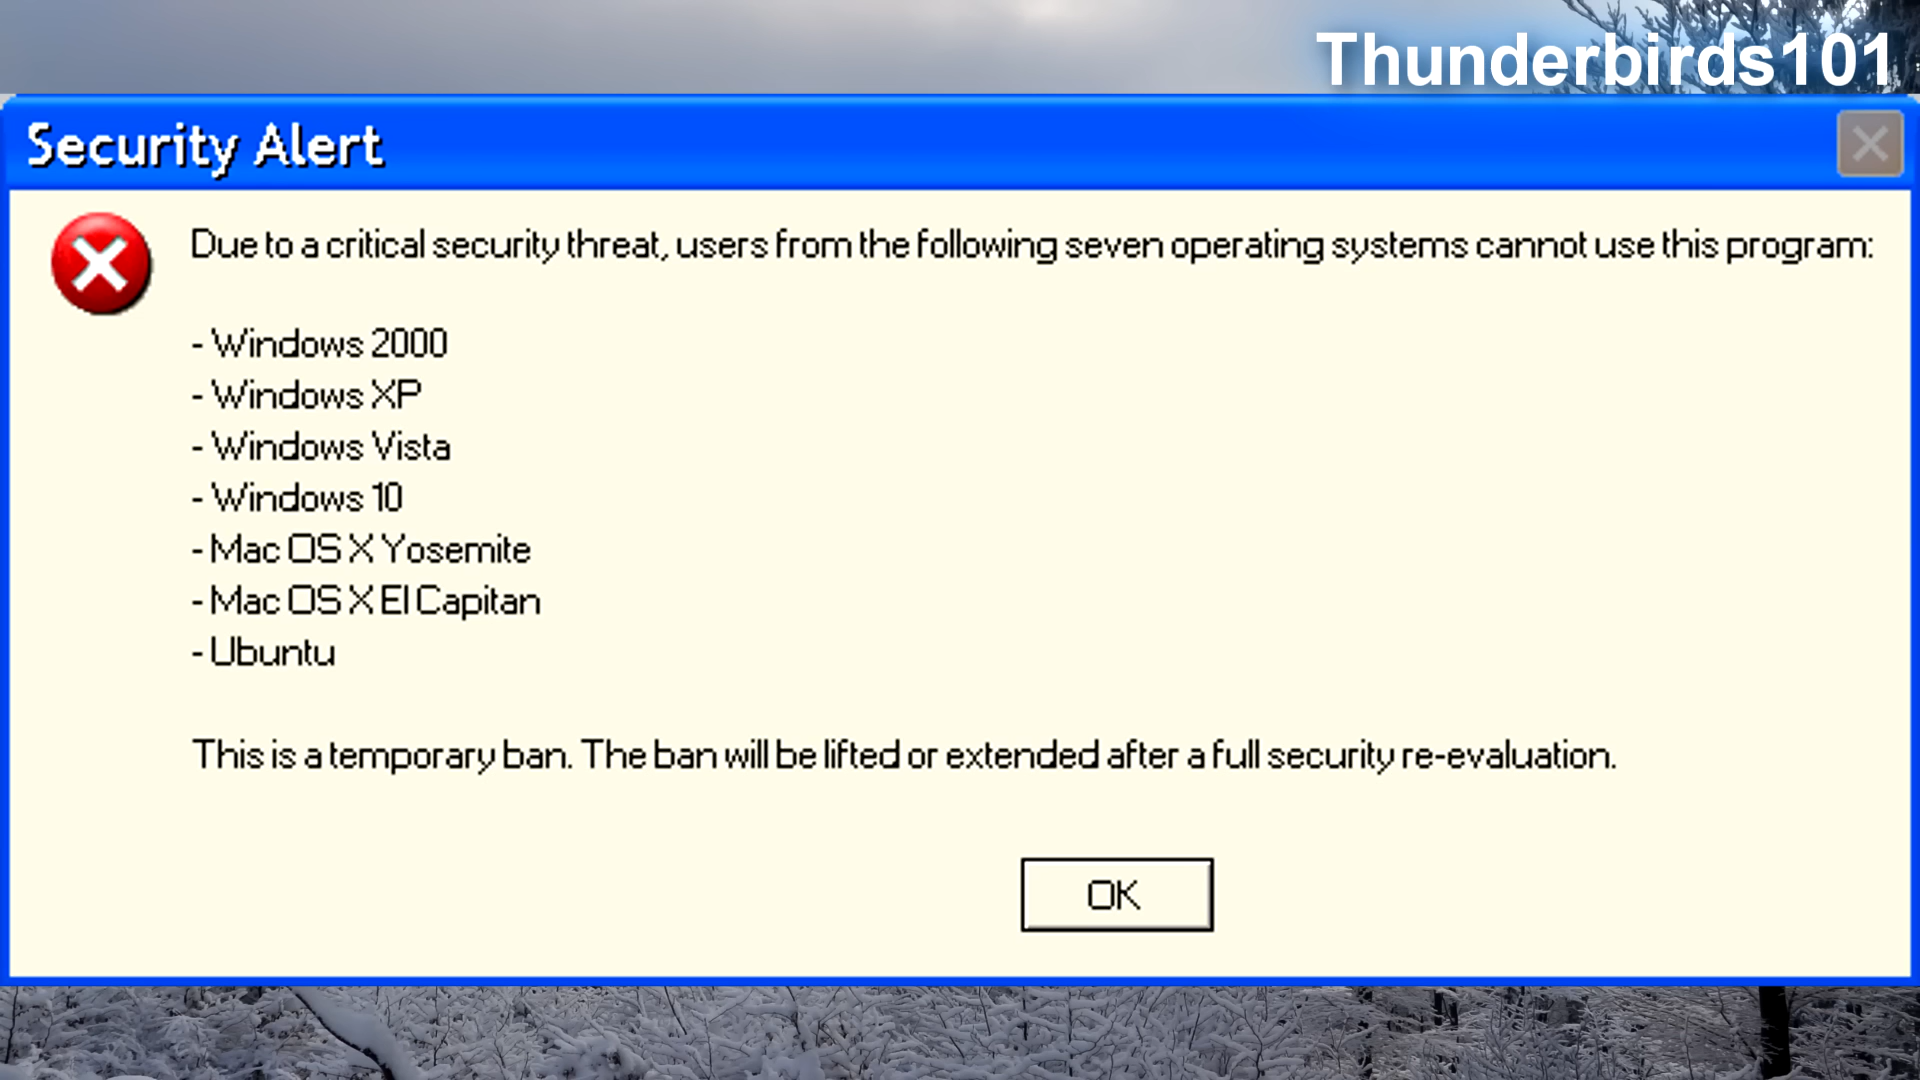 Thunderbirds101
Security Alert
Due to a critical security threat, users from the following seven operating systems cannot use this program:
- Windows 2000
- Windows XP
- Windows Vista
- Windows 10
- Mac OS X Yosemite
- Mac OS X El Capitan
- Ubuntu
This is a temporary ban. The ban will be lifted or extended after a full security re-evaluation.
OK